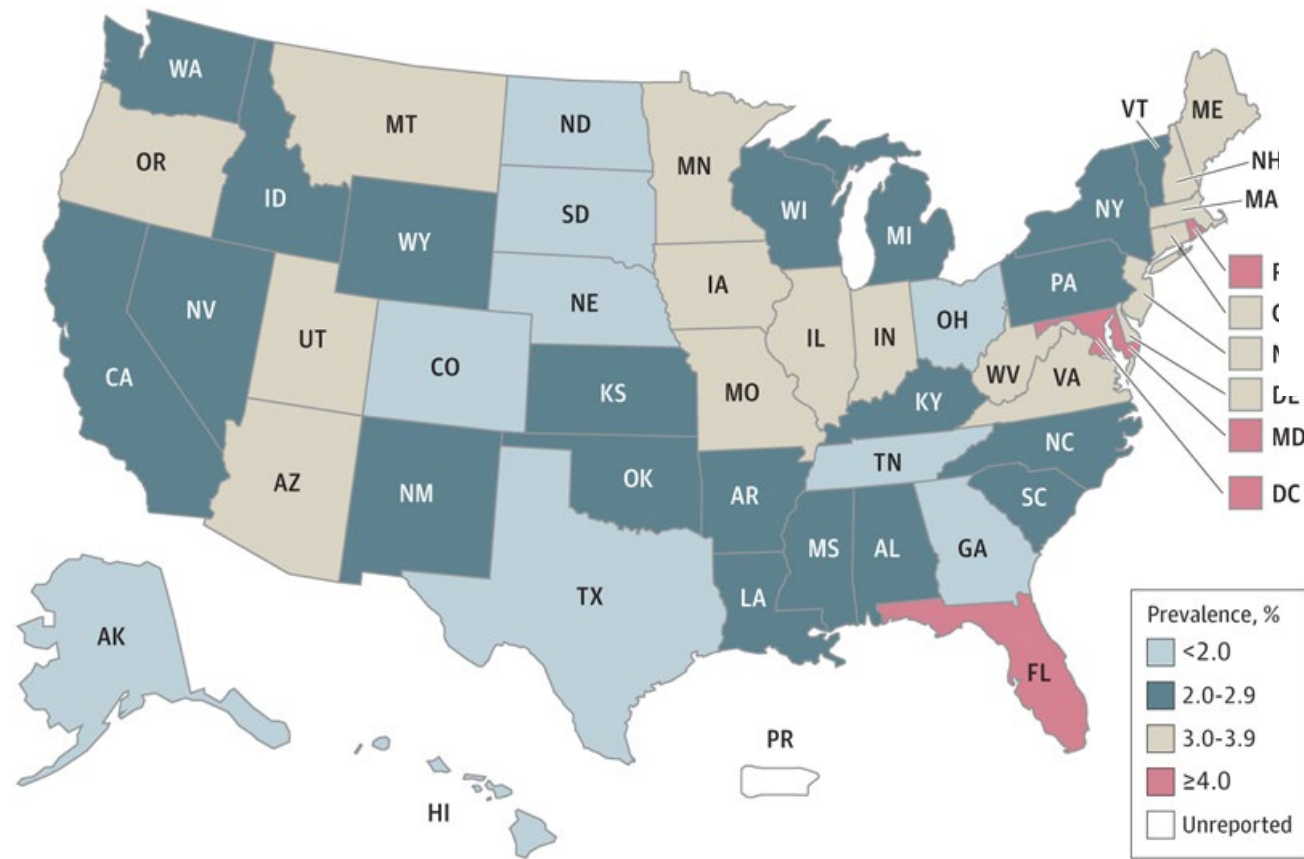 WA
MT
ND
MN
VT
ME
OR
ID
SD
WI
MI
NY
NH
MA
WY
NE
IA
PA
NV
UT
CO
IL
IN
OH
CA
KS
MO
WV
VA
KY
MD
AZ
NM
OK
AR
TN
NC
DC
SC
TX
LA
MS
AL
GA
AK
FL
HI
PR
Prevalence, %
<2.0
2.0-2.9
3.0-3.9
≥4.0
Unreported